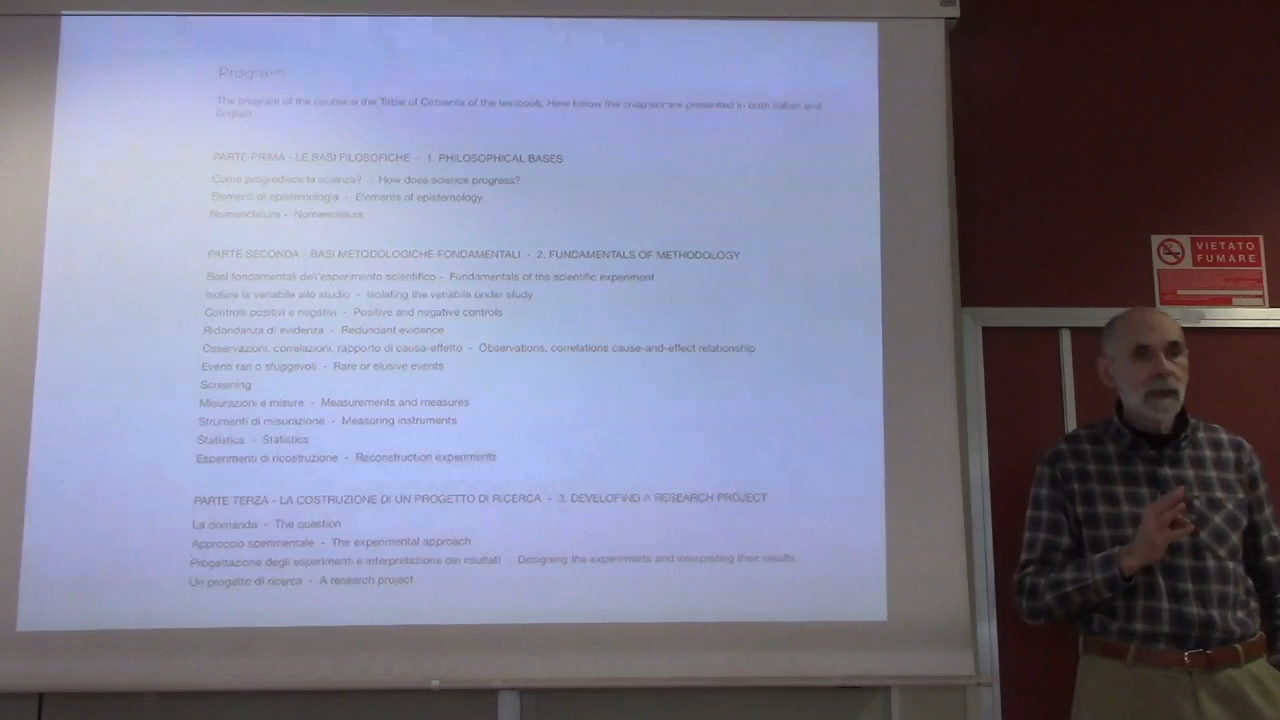 Program
The program of the course is the Table of Contents of the textbook. Here below the chapters are presented in both Italian and
English.
PARTE PRIMA - LE BASI FILOSOFICHE - 1. PHILOSOPHICAL BASES
Come progredisce la scienza? - How does science progress?
Elementi di epistemologia - Elements of epistemology
Nomenclatura - Nomenclature
PARTE SECONDA - BASI METODOLOGICHE FONDAMENTALI - 2. FUNDAMENTALS OF METHODOLOGY
Basi fondamentali dell'esperimento scientifico - Fundamentals of the scientific experiment
Isolare la variabile allo studio - Isolating the variable under study
Controlli positivi e negativi - Positive and negative controls
Ridondanza di evidenza - Redundant evidence
Osservazioni, correlazioni, rapporto di causa-effetto - Observations, correlations cause-and-effect relationship
Eventi rari o sfuggevoli - Rare or elusive events
Screening
Misurazioni e misure - Measurements and measures
Strumenti di misurazione - Measuring instruments
Statistica - Statistics
Esperimenti di ricostruzione - Reconstruction experiments
PARTE TERZA - LA COSTRUZIONE DI UN PROGETTO DI RICERCA - 3. DEVELOPING A RESEARCH PROJECT
La domanda - The question
Approccio sperimentale - The experimental approach
Progettazione degli esperimenti e interpretazione dei risultati - Designing the experiments and interpreting their results
Un progetto di ricerca - A research project
VIETATO
FUMARE